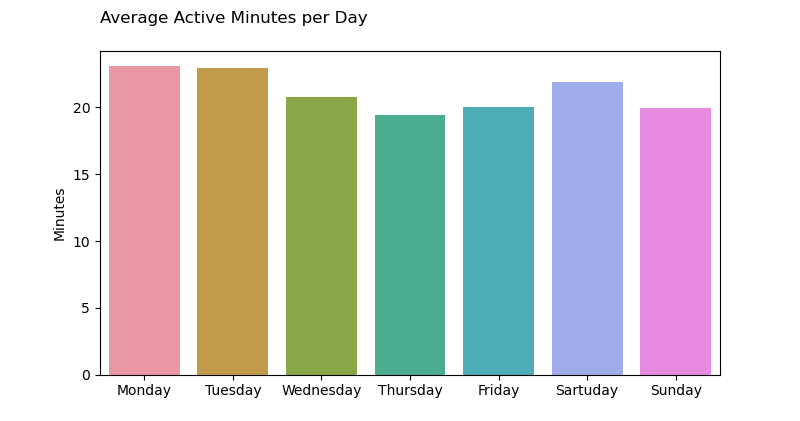 Average Active Minutes per Day
Minutes
20
15
10
5
0
Monday Tuesday Wednesday Thursday Friday Sartuday Sunday